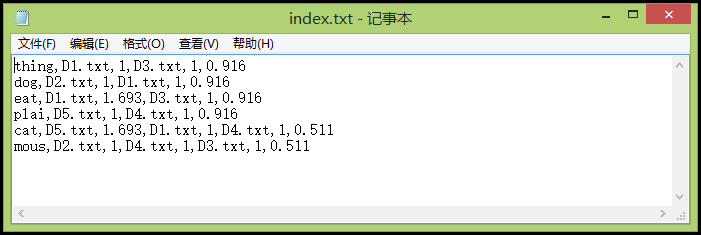 index.txt - 记事本
文件(F) 编辑(E) 格式(O) 查看(V) 帮助(H)
thing,D1.txt,1,D3.txt,1,0.916
dog,D2.txt,1,D1.txt,1,0.916
eat,D1.txt,1.693,D3.txt,1,0.916
plai,D5.txt,1,D4.txt,1,0.916
cat,D5.txt,1.693,D1.txt,1,D4.txt,1,0.511
mous,D2.txt,1,D4.txt,1,D3.txt,1,0.511